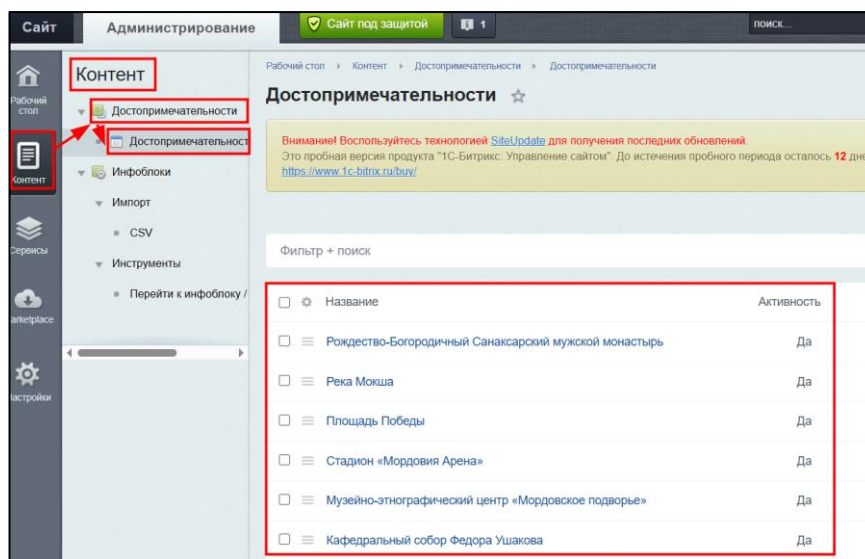 Сайт
Администрирование
Сайт под защитой
1
поиск...
Рабочий стол
Контент
Сервисы
arketplace
Настройки
Контент
Достопримечательности
Достопримечательност
Инфоблоки
Импорт
CSV
Инструменты
Перейти к инфоблоку /
Рабочий стол Контент Достопримечательности Достопримечательности
Достопримечательности
Внимание! Воспользуйтесь технологией SiteUpdate для получения последних обновлений.
Это пробная версия продукта "1С-Битрикс: Управление сайтом". До истечения пробного периода осталось 12 дне
https://www.1c-bitrix.ru/buy/
Фильтр + поиск
Название Активность
Рождество-Богородичный Санаксарский мужской монастырь Да
Река Мокша Да
Площадь Победы Да
Стадион «Мордовия Арена» Да
Музейно-этнографический центр «Мордовское подворье» Да
Кафедральный собор Федора Ушакова Да